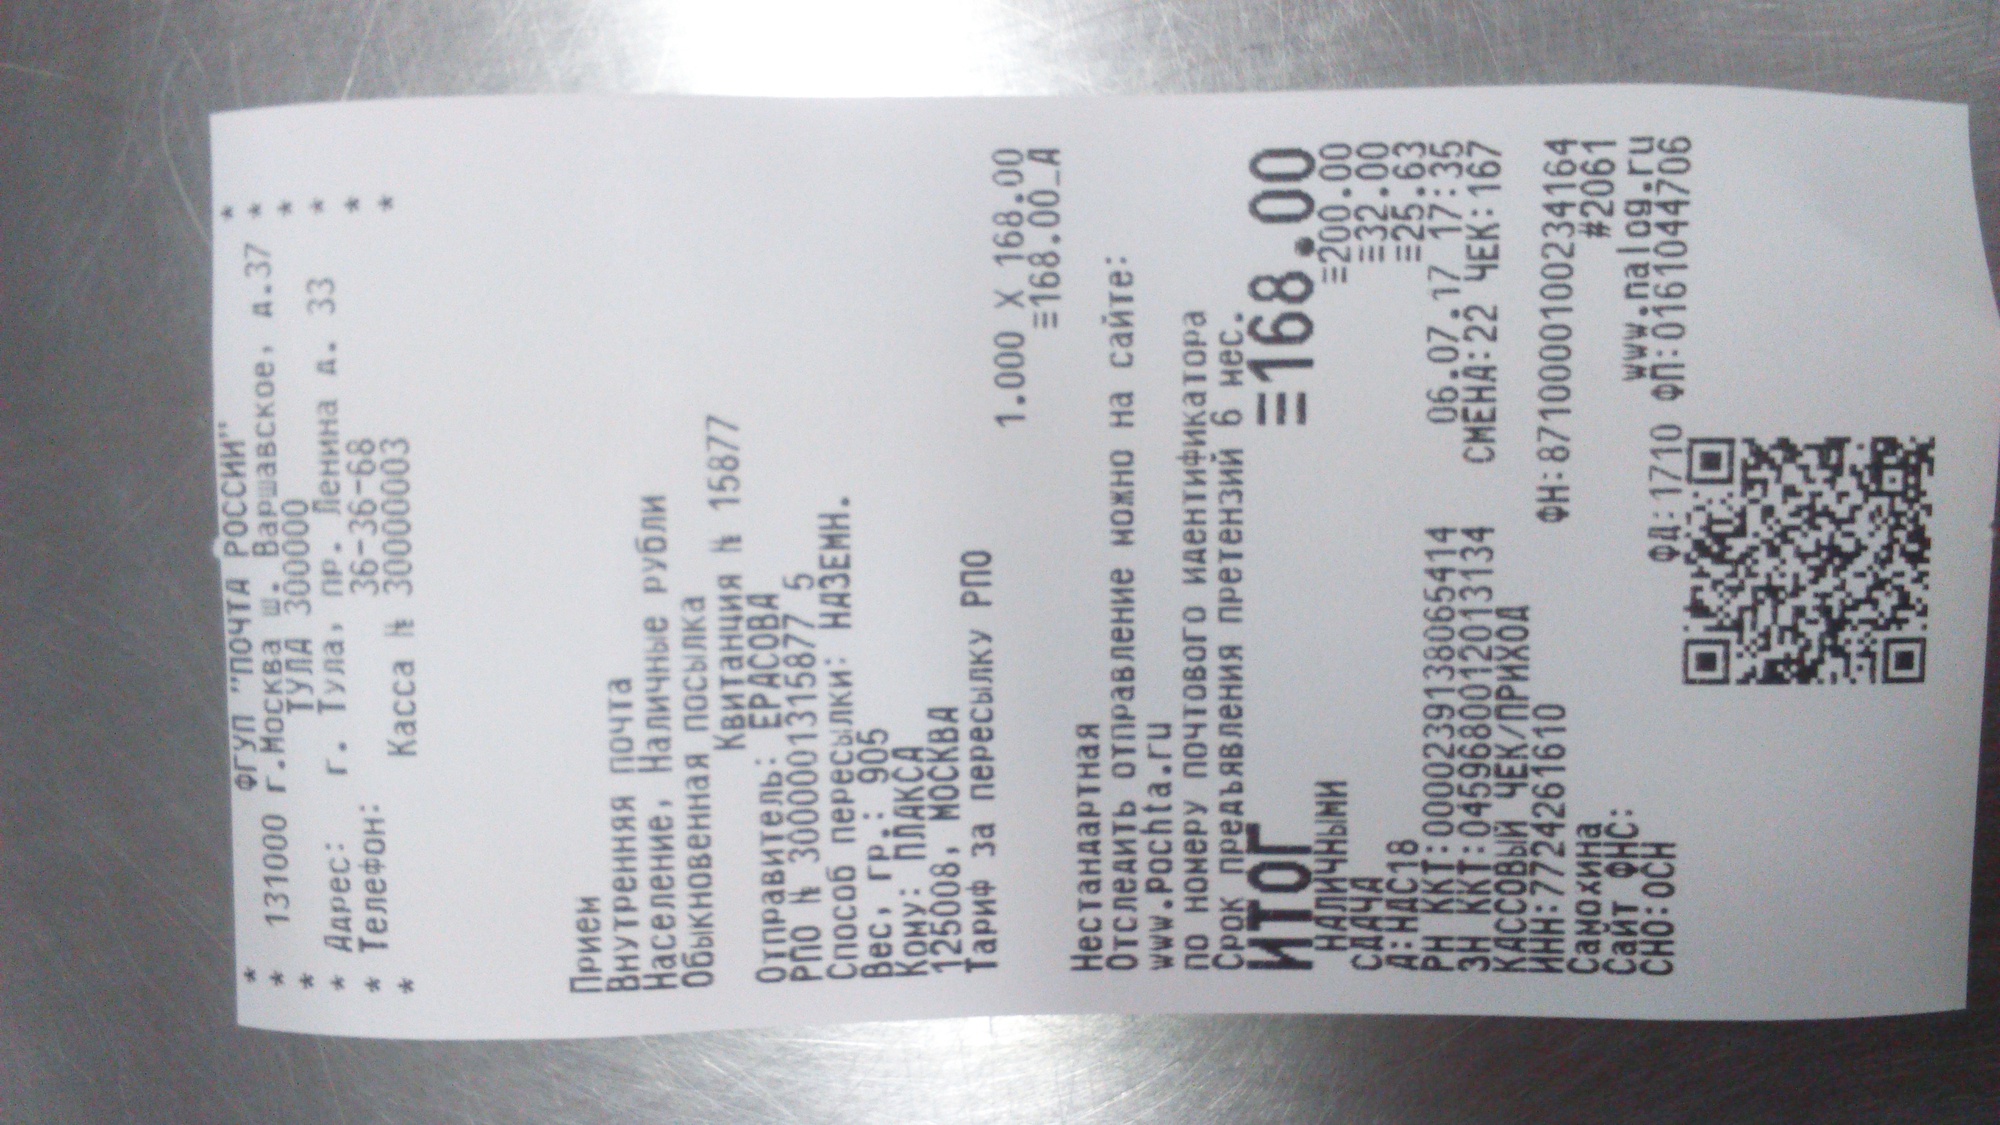 * ФГУП "ПОЧТА РОССИИ" *
* 131000 г.Москва ш. Варшавское, д.37 *
* ТУЛА 300000 *
* Адрес: г. Тула, пр. Ленина д. 33 *
* Телефон: 36-36-68 *
* Касса № 30000003 *
Прием
Внутренняя почта
Население, Наличные рубли
Обыкновенная посылка
Квитанция № 15877
Отправитель: ЕРАСОВА
РПО № 3000001315877 5
Способ пересылки: НАЗЕМН.
Вес, гр.: 905
Кому: ПЛАКСА
125008, МОСКВА
Тариф за пересылку РПО
1.000 X 168.00
=168.00_Д
Нестандартная
Отследить отправление можно на сайте:
www.Pochta.ru
по номеру почтового идентификатора
Срок предъявления претензий 6 мес.
ИТОГ =168.00
НАЛИЧНЫМИ =200.00
СДАЧА =32.00
Д:НДС18 =25.63
РН ККТ:0000239138065414 06.07.17 17:35
ЗН ККТ:04596800120131​34 СМЕНА:22 ЧЕК:167
КАССОВЫЙ ЧЕК/ПРИХОД
ИНН:7724261610 ФН:8710000100234164
Самохина #2061
Сайт ФНС: www.nalog.ru
СНО:ОСН ФД:1710 ФП:0161044706